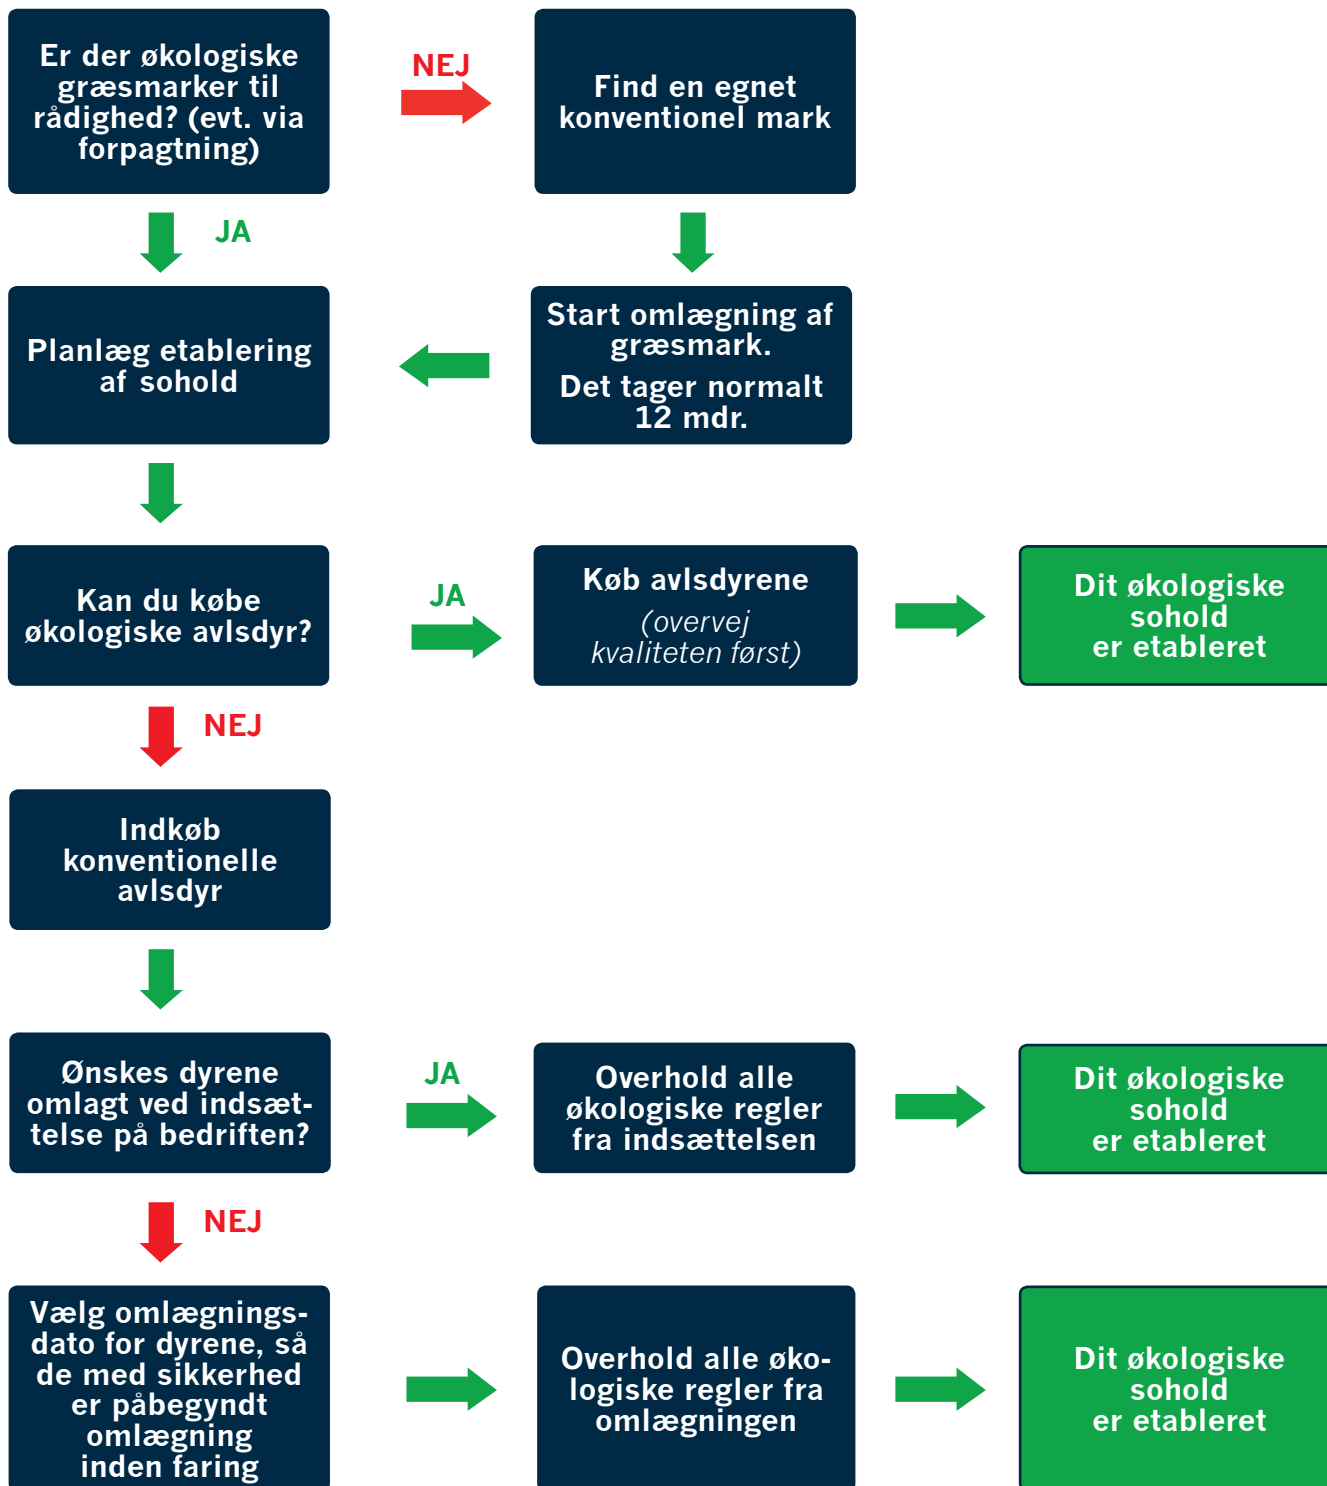 Er der økologiske
græsmarker til
rådighed? (evt. via
forpagtning)
NEJ
Find en egnet
konventionel mark
JA
Planlæg etablering
af sohold
Start omlægning af
græsmark.
Det tager normalt
12 mdr.
Kan du købe
økologiske avlsdyr?
JA
Køb avlsdyrene
(overvej
kvaliteten først)
Dit økologiske
sohold
er etableret
NEJ
Indkøb
konventionelle
avlsdyr
Ønskes dyrene
omlagt ved indsæt-
telse på bedriften?
JA
Overhold alle
økologiske regler
fra indsættelsen
Dit økologiske
sohold
er etableret
NEJ
Vælg omlægnings-
dato for dyrene, så
de med sikkerhed
er påbegyndt
omlægning
inden faring
Overhold alle øko-
logiske regler fra
omlægningen
Dit økologiske
sohold
er etableret